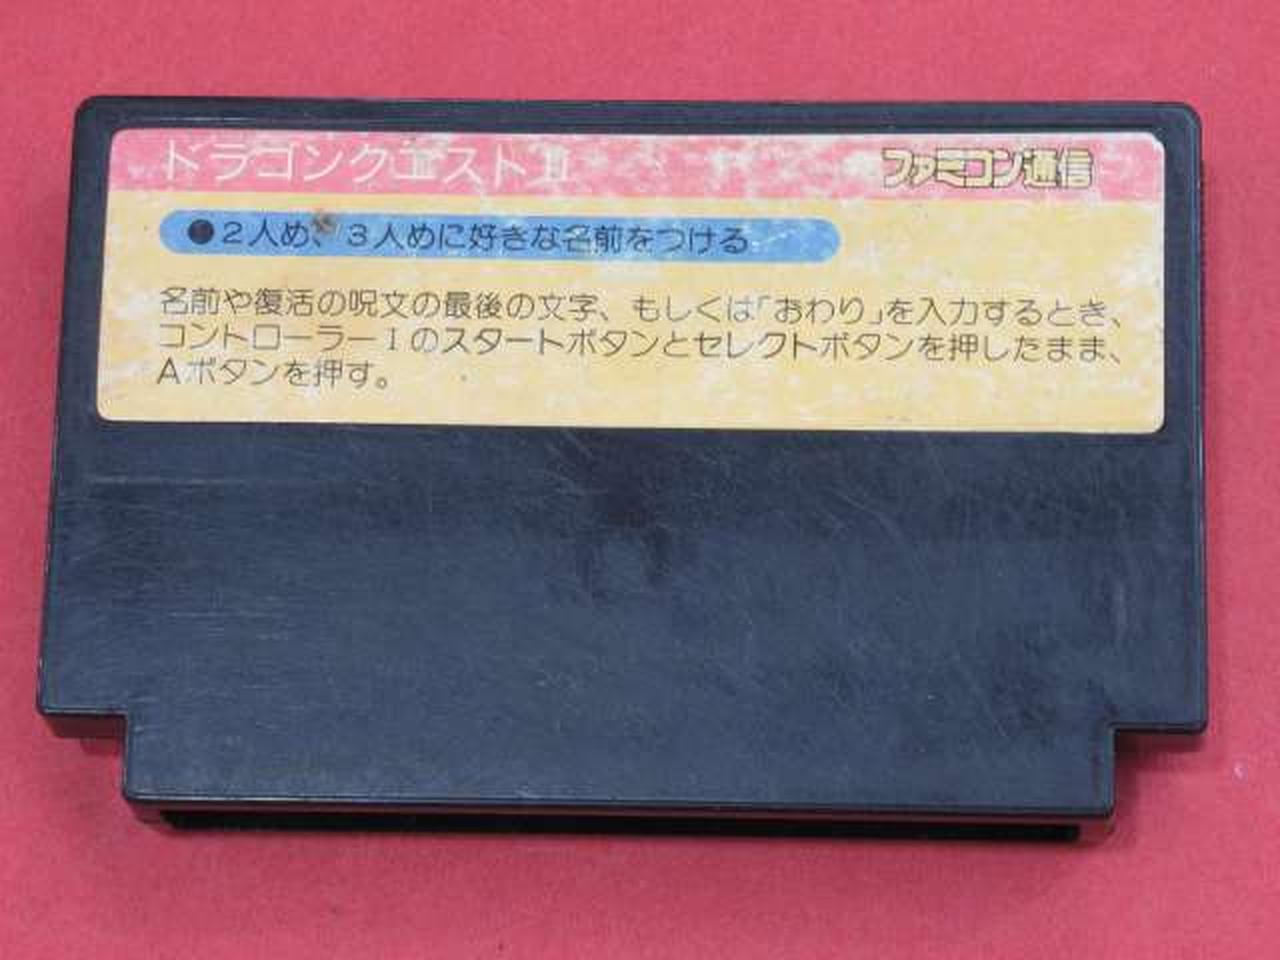 ドラゴンクエストⅡ
ファミコン通信
●2人め、3人めに好きな名前をつける
名前や復活の呪文の最後の文字、もしくは「おわり」を入力するとき、
コントローラーⅠのスタートボタンとセレクトボタンを押したまま、
Aボタンを押す。